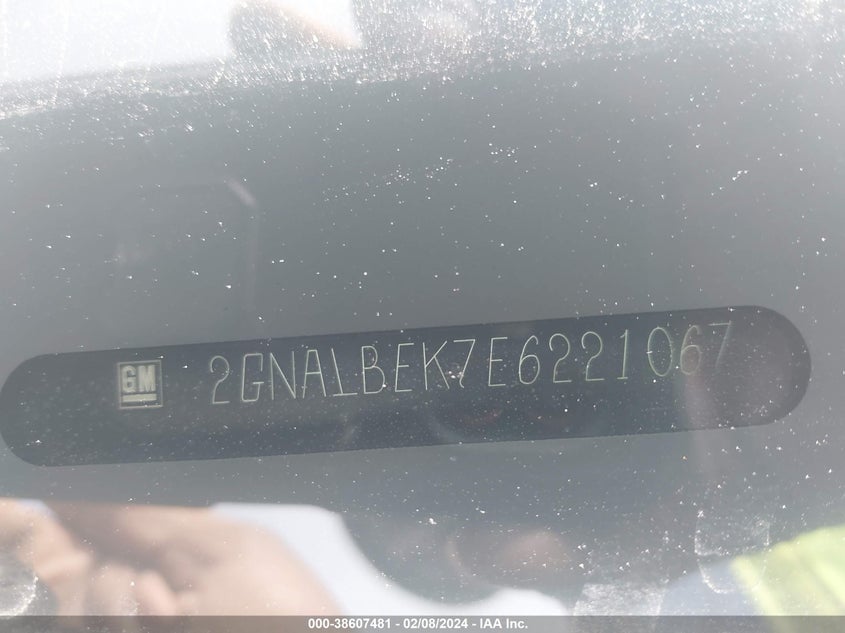 GM 2GNALBEK7E6221067
000-38607481 - 02/08/2024 - IAA Inc.